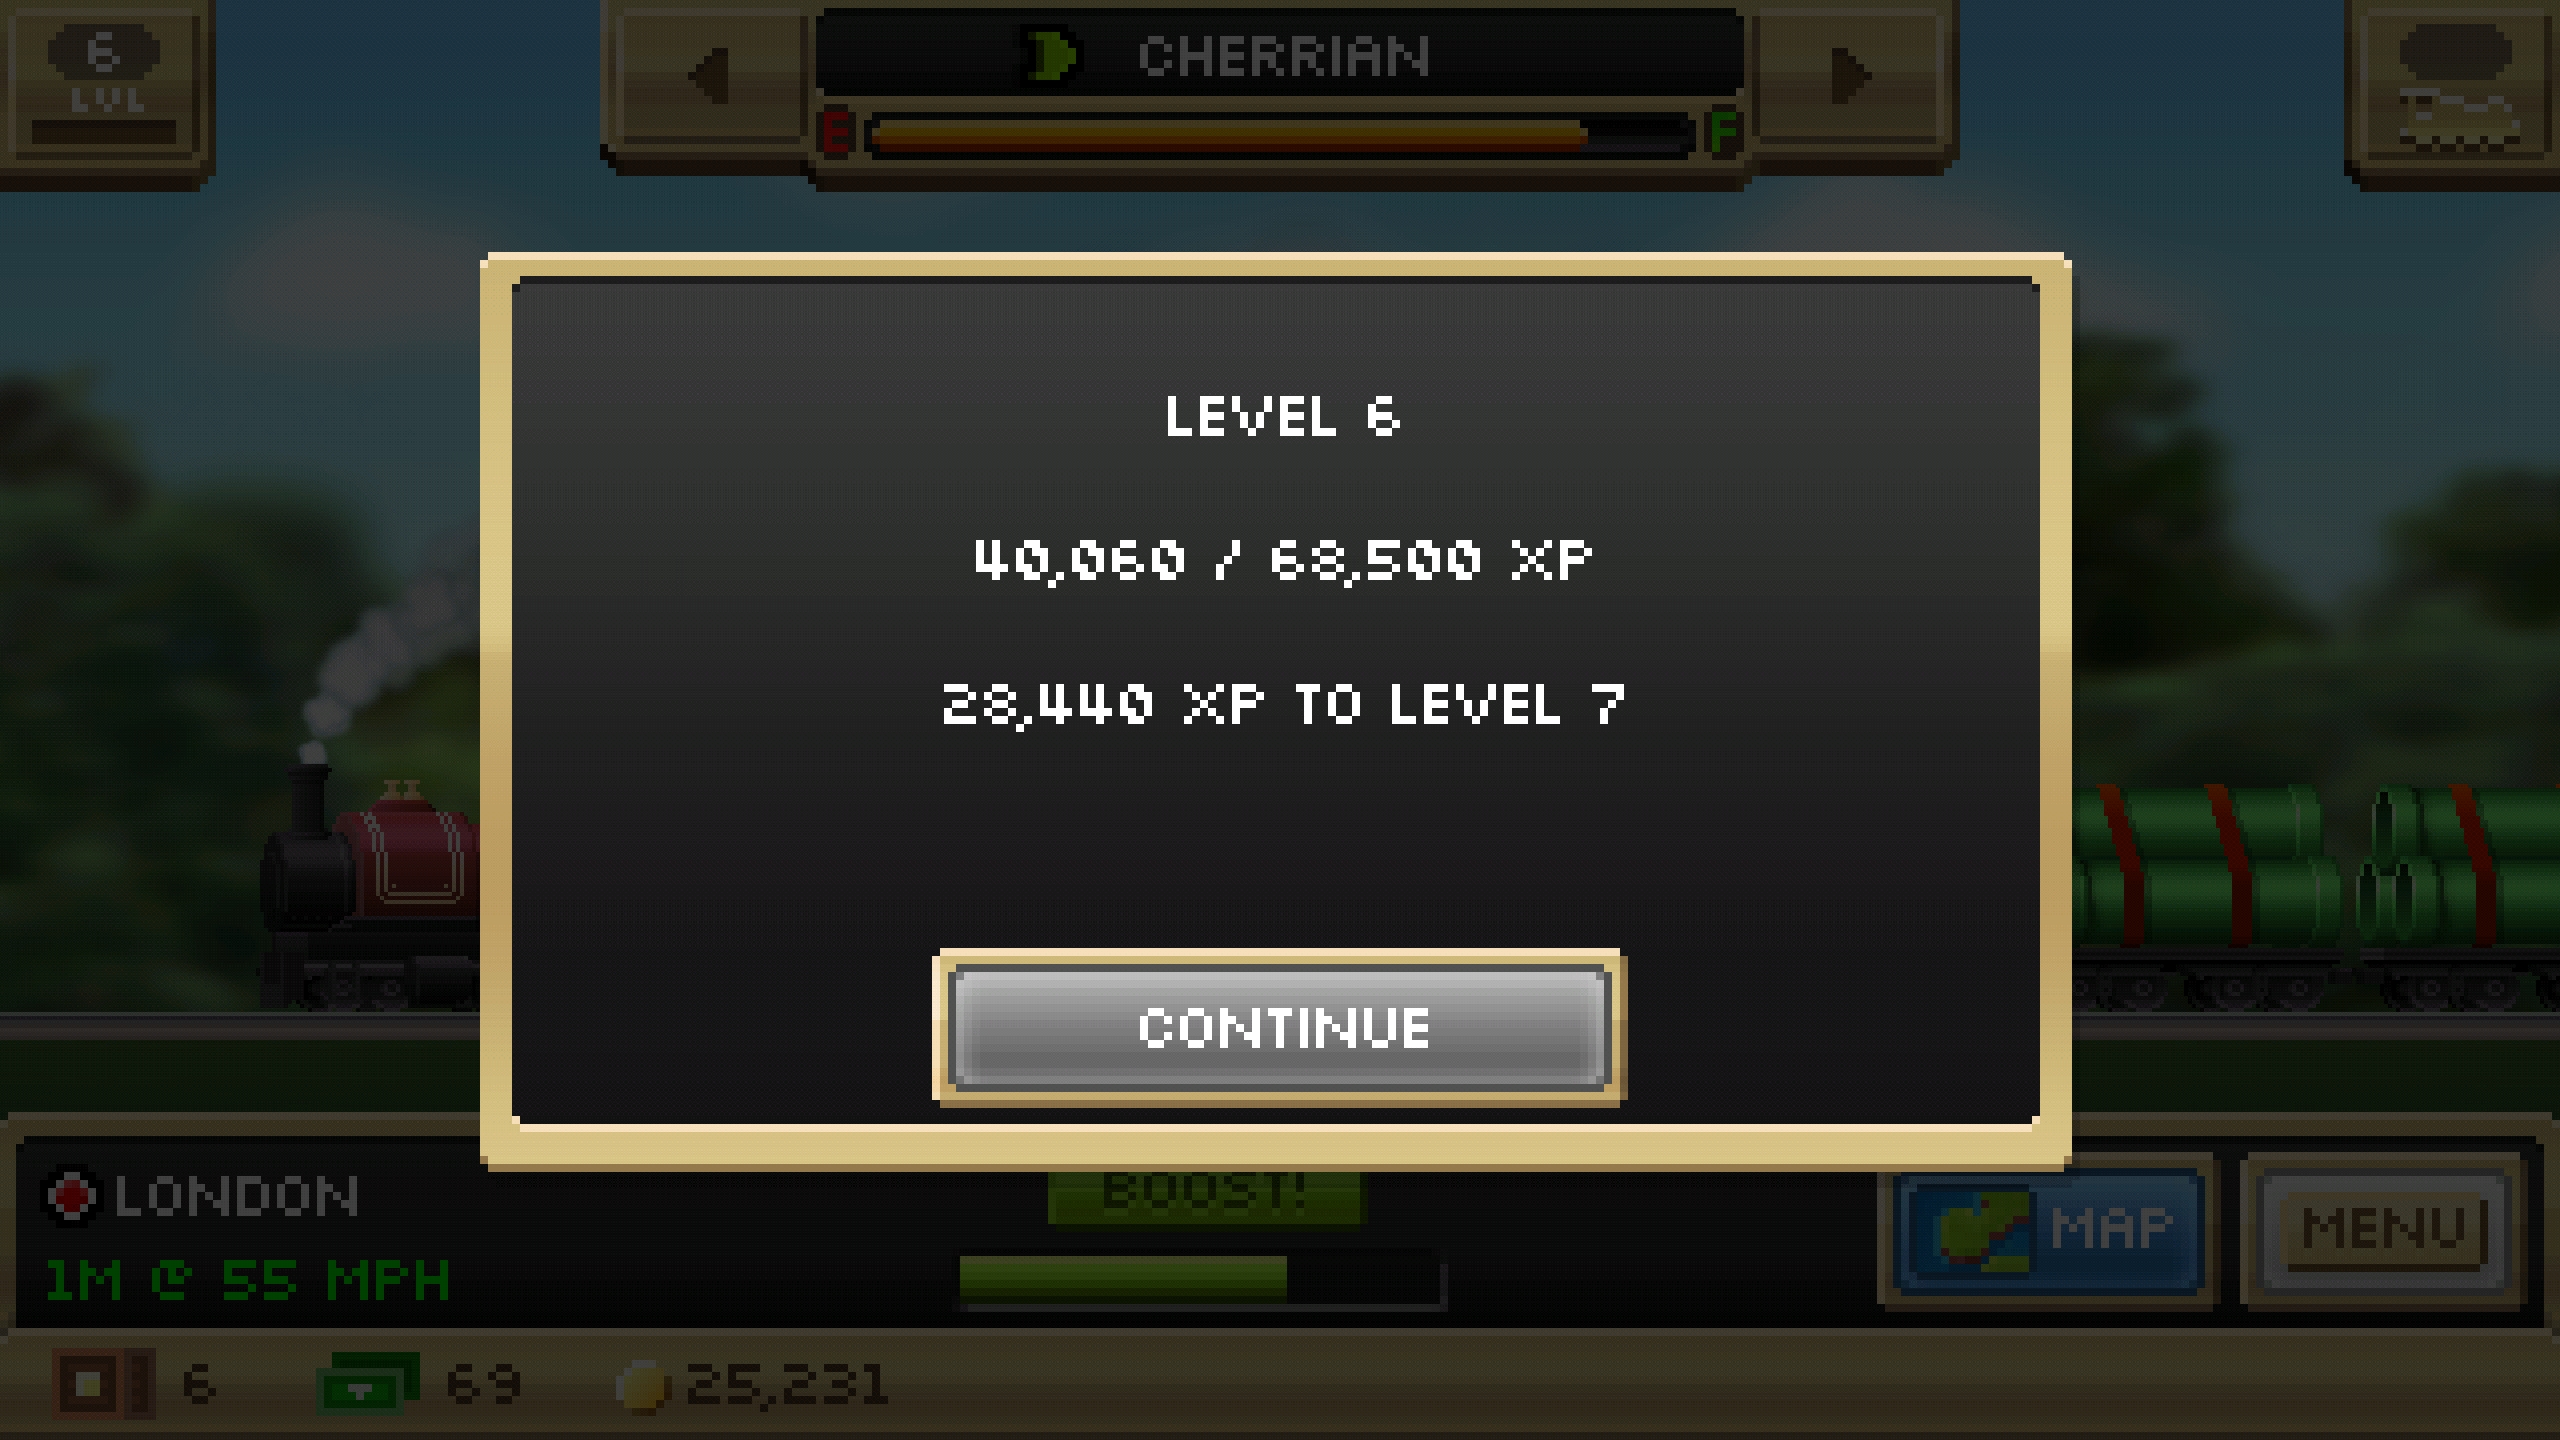 6
LVL
CHERRIAN
E F
LEVEL 6
40,060 / 68,500 XP
28,440 XP TO LEVEL 7
CONTINUE
LONDON
BOOST!
MAP
MENU
1M @ 55 MPH
6 69 25,231